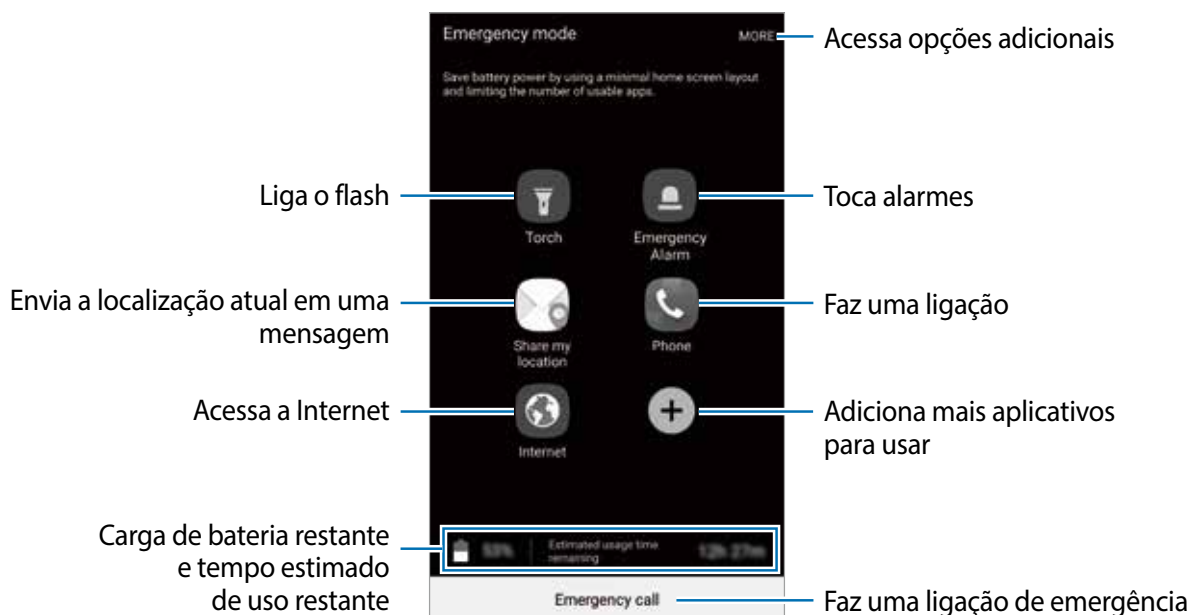 Emergency mode
MORE
Acessa opções adicionais
Save battery power by using a minimal home screen layout
and limiting the number of usable apps.
Liga o flash
Torch
Emergency
Alarm
Toca alarmes
Envia a localização atual em uma
mensagem
Share my
location
Phone
Faz uma ligação
Acessa a Internet
Internet
Adiciona mais aplicativos
para usar
Carga de bateria restante
e tempo estimado
de uso restante
Estimated usage time
remaining
Emergency call
Faz uma ligação de emergência